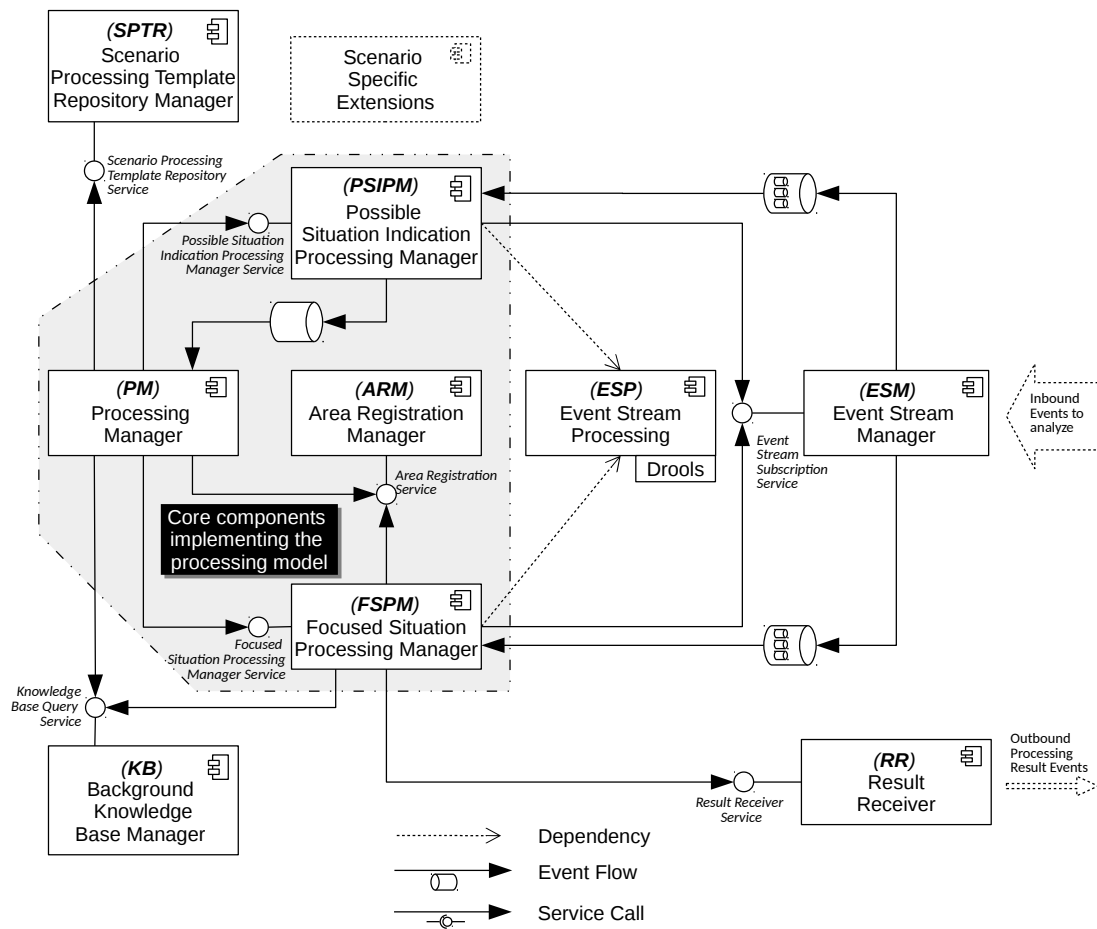 (SPTR)
Scenario
Processing Template
Repository Manager
Scenario
Specific
Extensions
Scenario Processing
Template Repository
Service
(PSIPM)
Possible
Situation Indication
Processing Manager
Possible Situation
Indication Processing
Manager Service
(PM)
Processing
Manager
(ARM)
Area Registration
Manager
(ESP)
Event Stream
Processing
Drools
(ESM)
Event Stream
Manager
Inbound
Events to
analyze
Event
Stream
Subscription
Service
Area Registration
Service
Core components
implementing the
processing model
(FSPM)
Focused Situation
Processing Manager
Focused
Situation Processing
Manager Service
Knowledge
Base Query
Service
(KB)
Background
Knowledge
Base Manager
Result Receiver
Service
(RR)
Result
Receiver
Outbound
Processing
Result Events
Dependency
Event Flow
Service Call